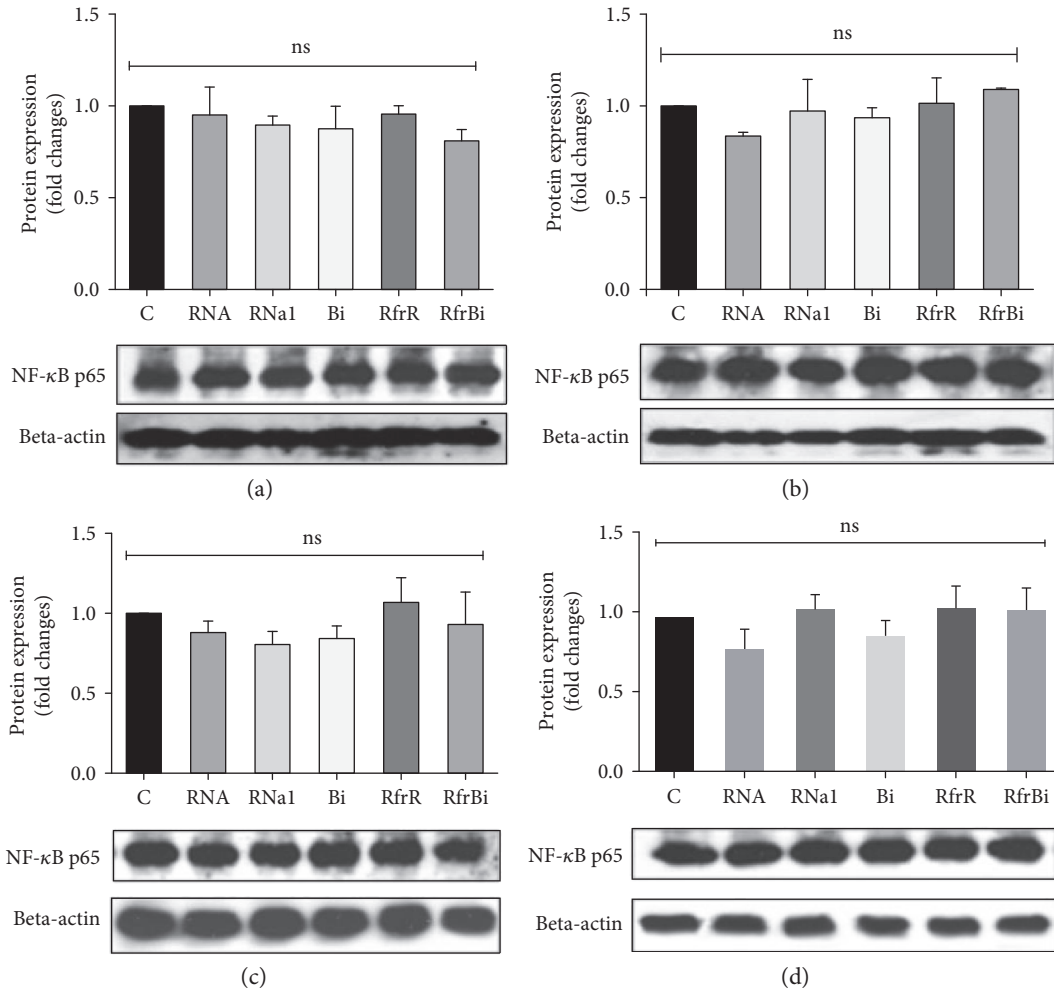 1.5
1.0
0.5
0.0
Protein expression
(fold changes)
ns
C RNA RNa1 Bi RfrR RfrBi
NF-κB p65
Beta-actin
(a)
1.5
1.0
0.5
0.0
Protein expression
(fold changes)
ns
C RNA RNa1 Bi RfrR RfrBi
NF-κB p65
Beta-actin
(b)
1.5
1.0
0.5
0.0
Protein expression
(fold changes)
ns
C RNA RNa1 Bi RfrR RfrBi
NF-κB p65
Beta-actin
(c)
1.5
1.0
0.5
0.0
Protein expression
(fold changes)
ns
C RNA RNa1 Bi RfrR RfrBi
NF-κB p65
Beta-actin
(d)